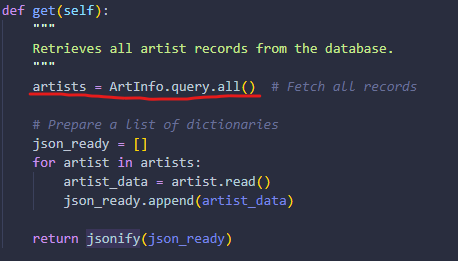 def get(self):
"""
Retrieves all artist records from the database.
"""
artists = ArtInfo.query.all()  # Fetch all records
# Prepare a list of dictionaries
json_ready = []
for artist in artists:
artist_data = artist.read()
json_ready.append(artist_data)
return jsonify(json_ready)